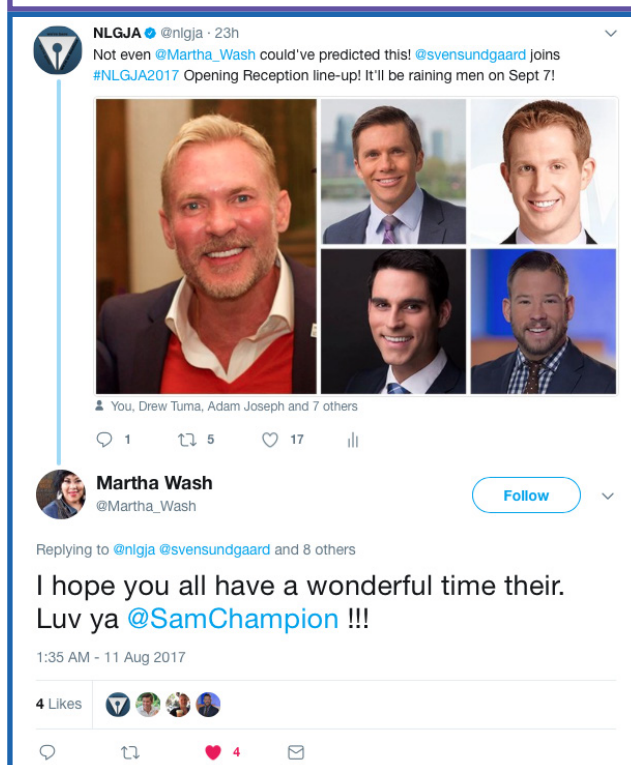 NLGJA @nlgja · 23h
Not even @Martha_Wash could've predicted this! @svensundgaard joins
#NLGJA2017 Opening Reception line-up! It'll be raining men on Sept 7!
You, Drew Tuma, Adam Joseph and 7 others
1 5 17
Martha Wash
@Martha_Wash
Follow
Replying to @nlgja @svensundgaard and 8 others
I hope you all have a wonderful time their.
Luv ya @SamChampion !!!
1:35 AM - 11 Aug 2017
4 Likes
4